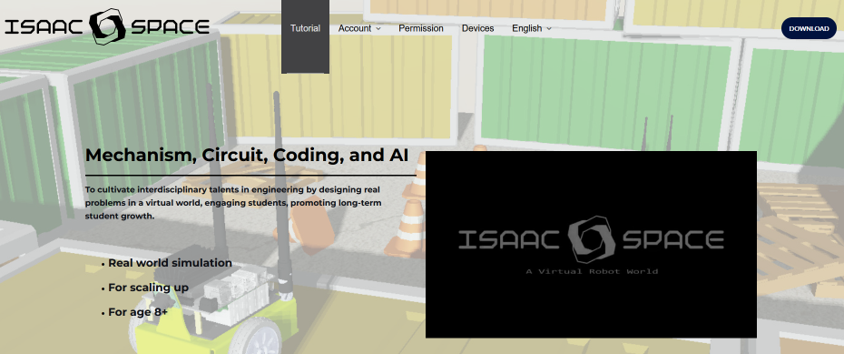 ISAAC SPACE
Tutorial
Account
Permission
Devices
English
DOWNLOAD
Mechanism, Circuit, Coding, and AI
To cultivate interdisciplinary talents in engineering by designing real
problems in a virtual world, engaging students, promoting long-term
student growth.
• Real world simulation
• For scaling up
• For age 8+
ISAAC SPACE
A Virtual Robot World